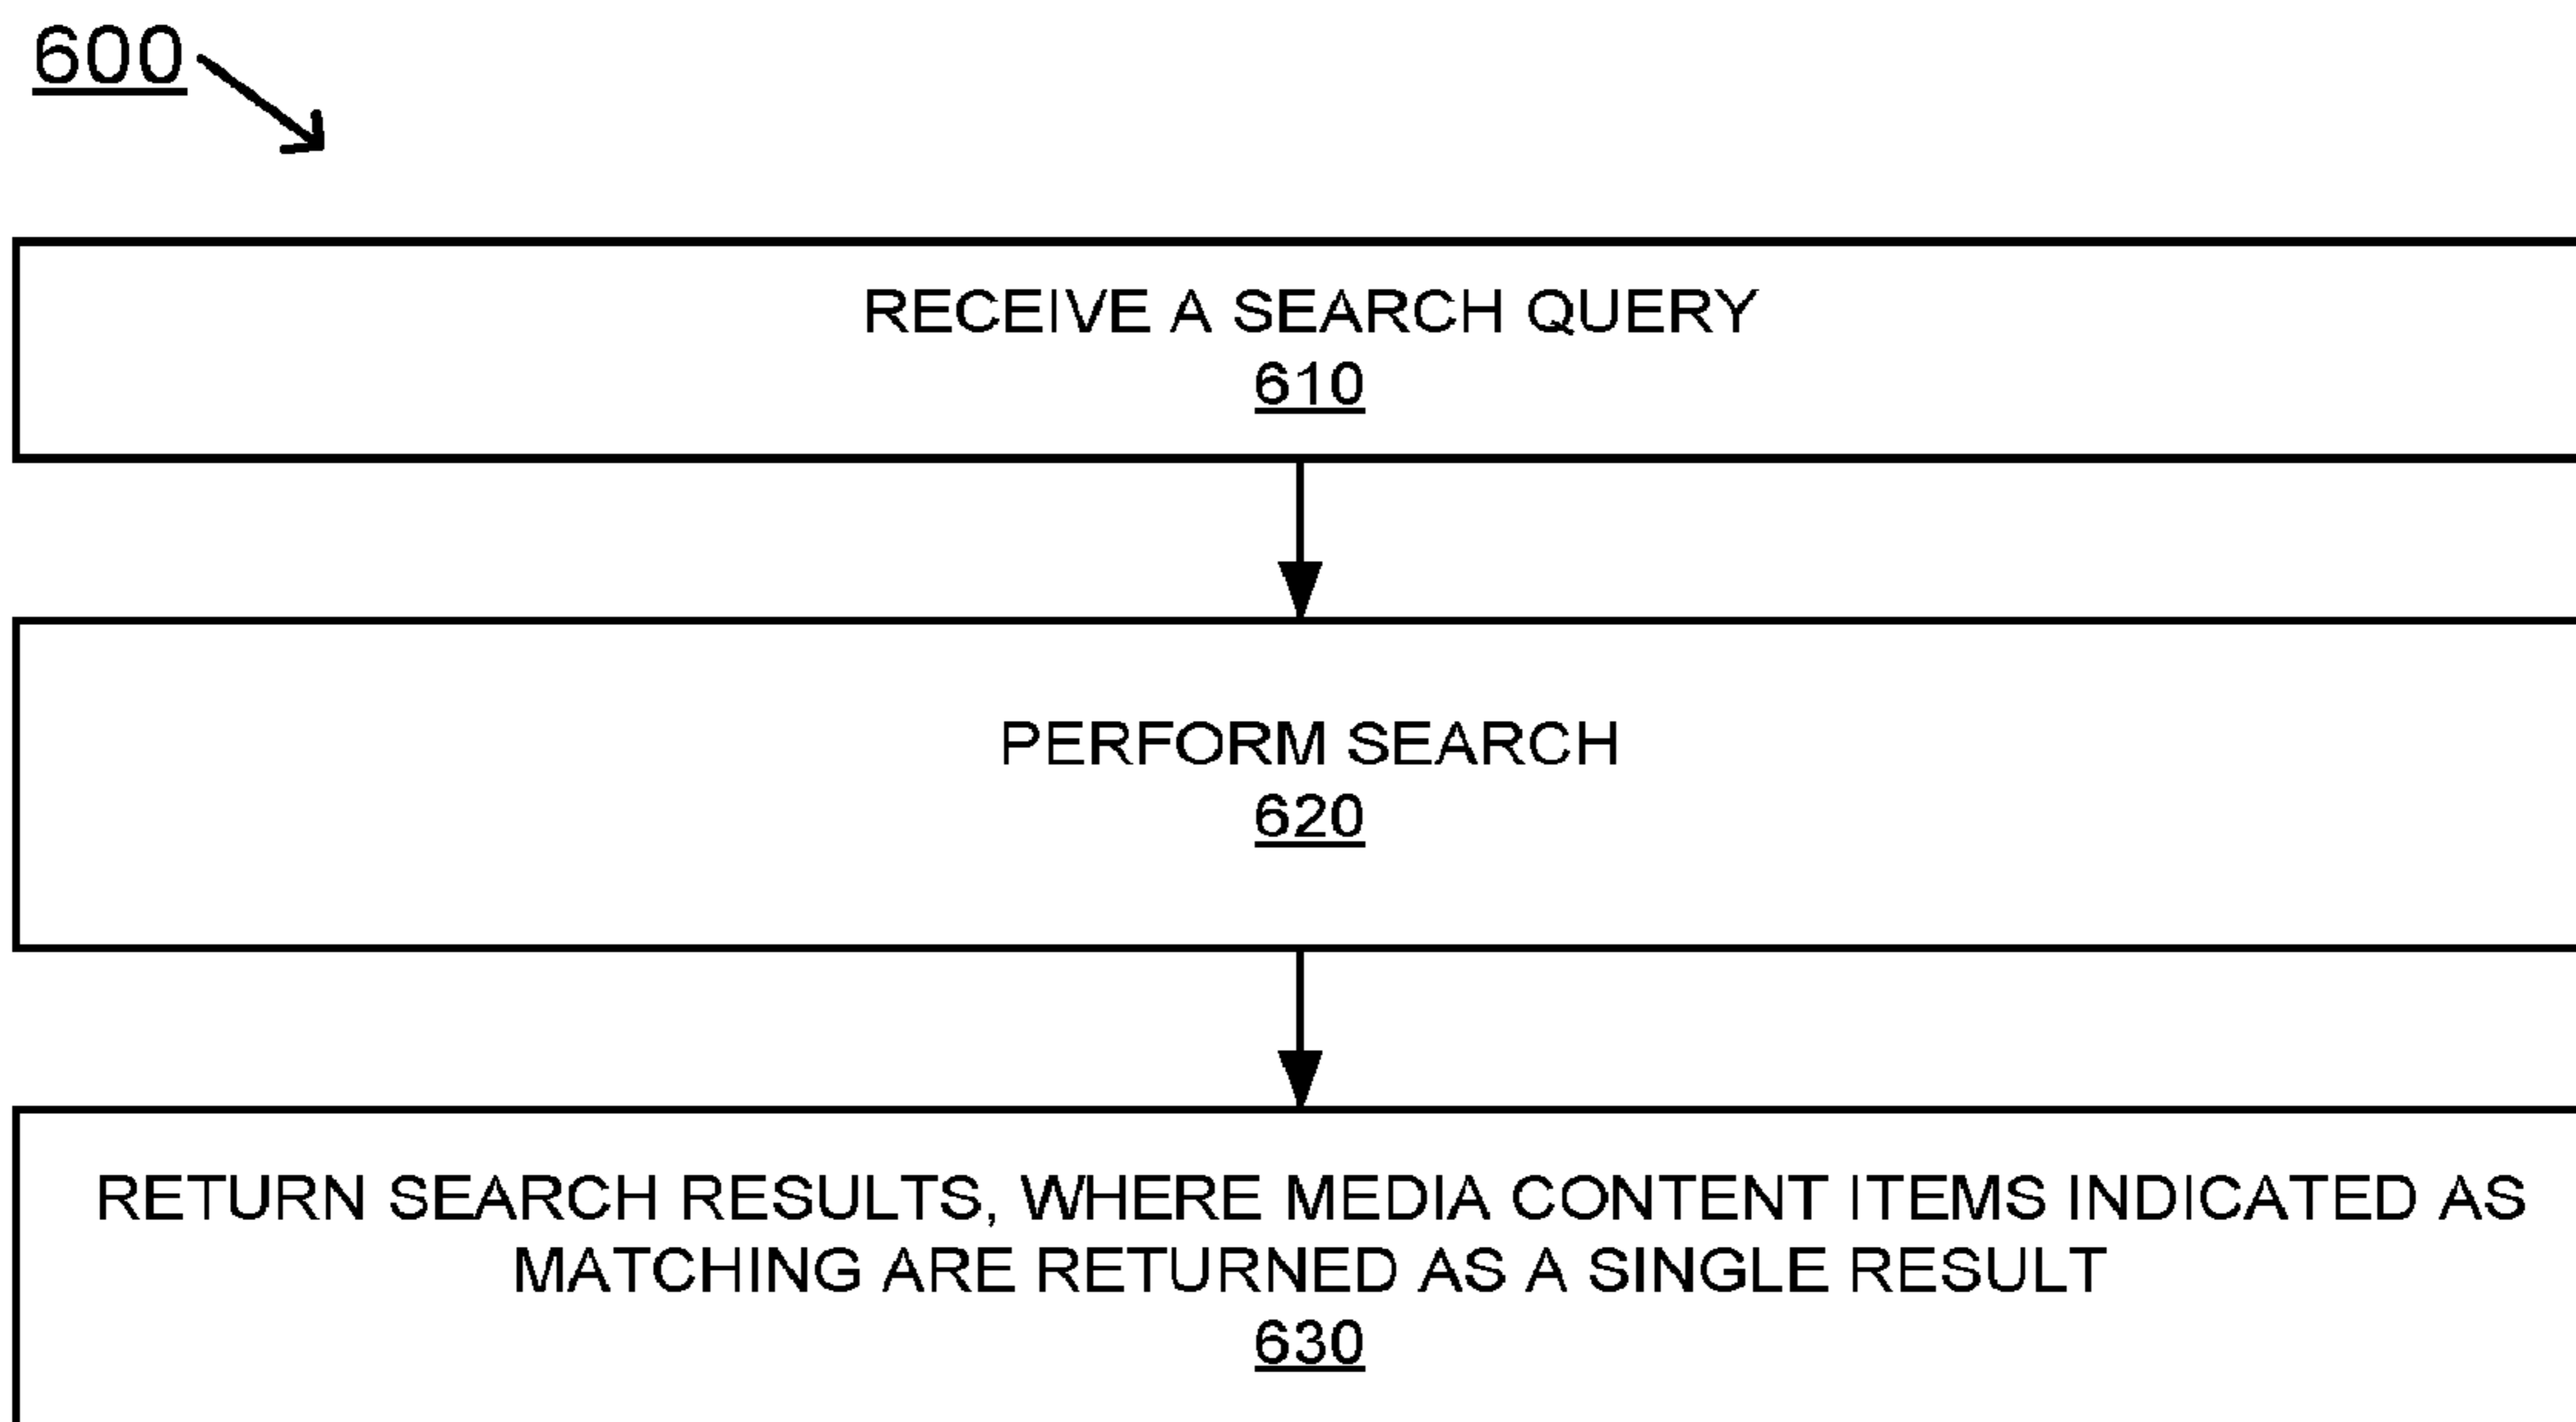 600
RECEIVE A SEARCH QUERY
610
PERFORM SEARCH
620
RETURN SEARCH RESULTS, WHERE MEDIA CONTENT ITEMS INDICATED AS
MATCHING ARE RETURNED AS A SINGLE RESULT
630